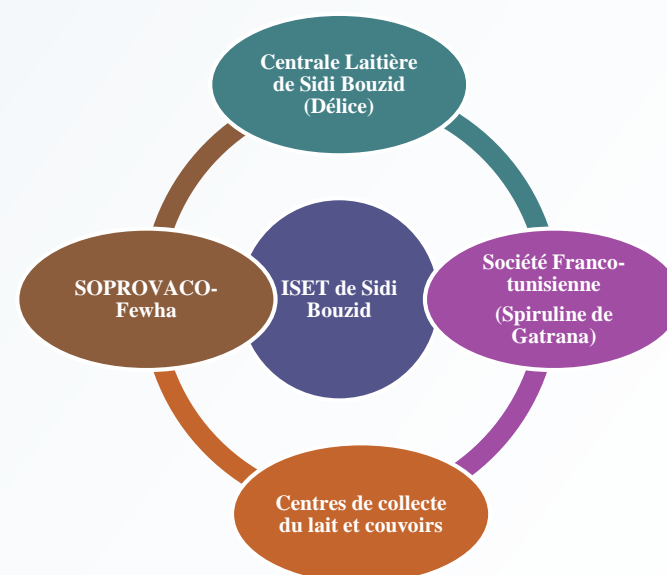 Centrale Laitière
de Sidi Bouzid
(Délice)
SOPROVACO-
Fewha
ISET de Sidi
Bouzid
Société Franco-
tunisienne
(Spiruline de
Gatrana)
Centres de collecte
du lait et couvoirs